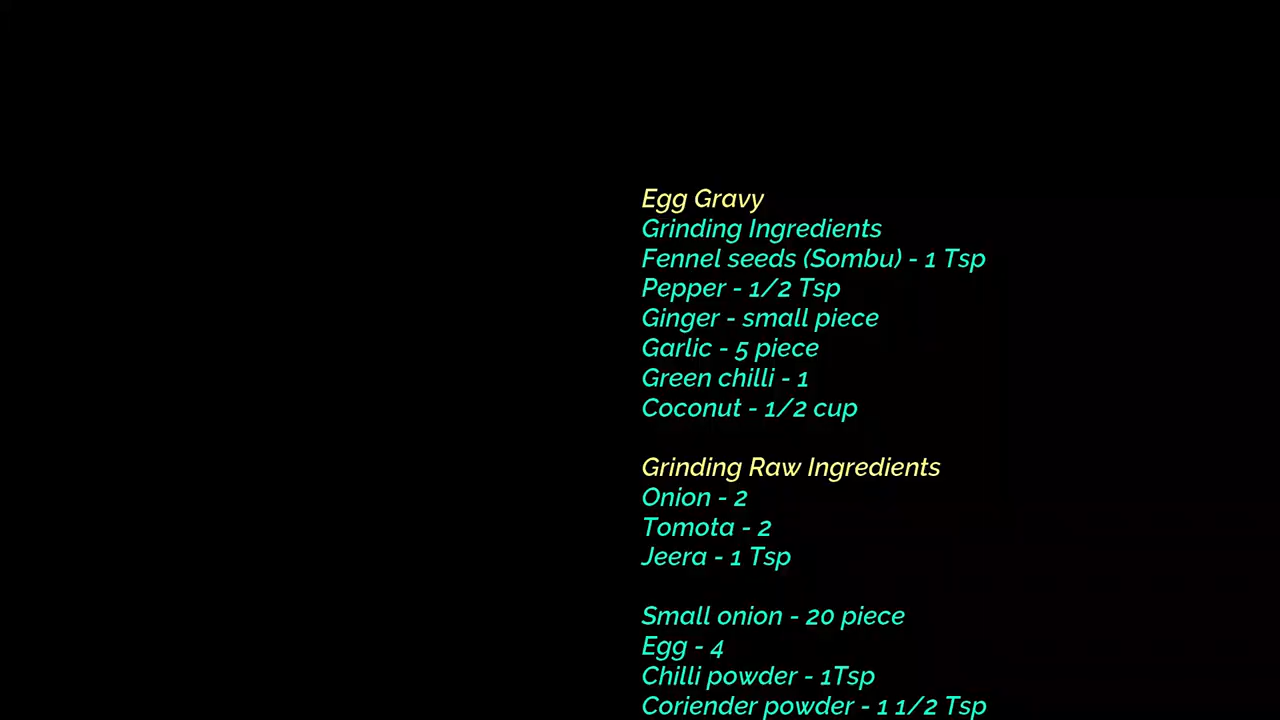 Egg Gravy
Grinding Ingredients
Fennel seeds (Sombu) - 1 Tsp
Pepper - 1/2 Tsp
Ginger - small piece
Garlic - 5 piece
Green chilli - 1
Coconut - 1/2 cup
Grinding Raw Ingredients
Onion - 2
Tomota - 2
Jeera - 1 Tsp
Small onion - 20 piece
Egg - 4
Chilli powder - 1Tsp
Coriender powder - 1 1/2 Tsp